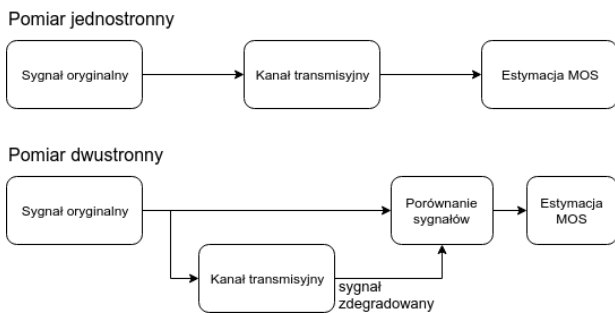 Pomiar jednostronny
Sygnał oryginalny
Kanał transmisyjny
Estymacja MOS
Pomiar dwustronny
Sygnał oryginalny
Porównanie
sygnałów
Estymacja
MOS
Kanał transmisyjny
sygnał
zdegradowany